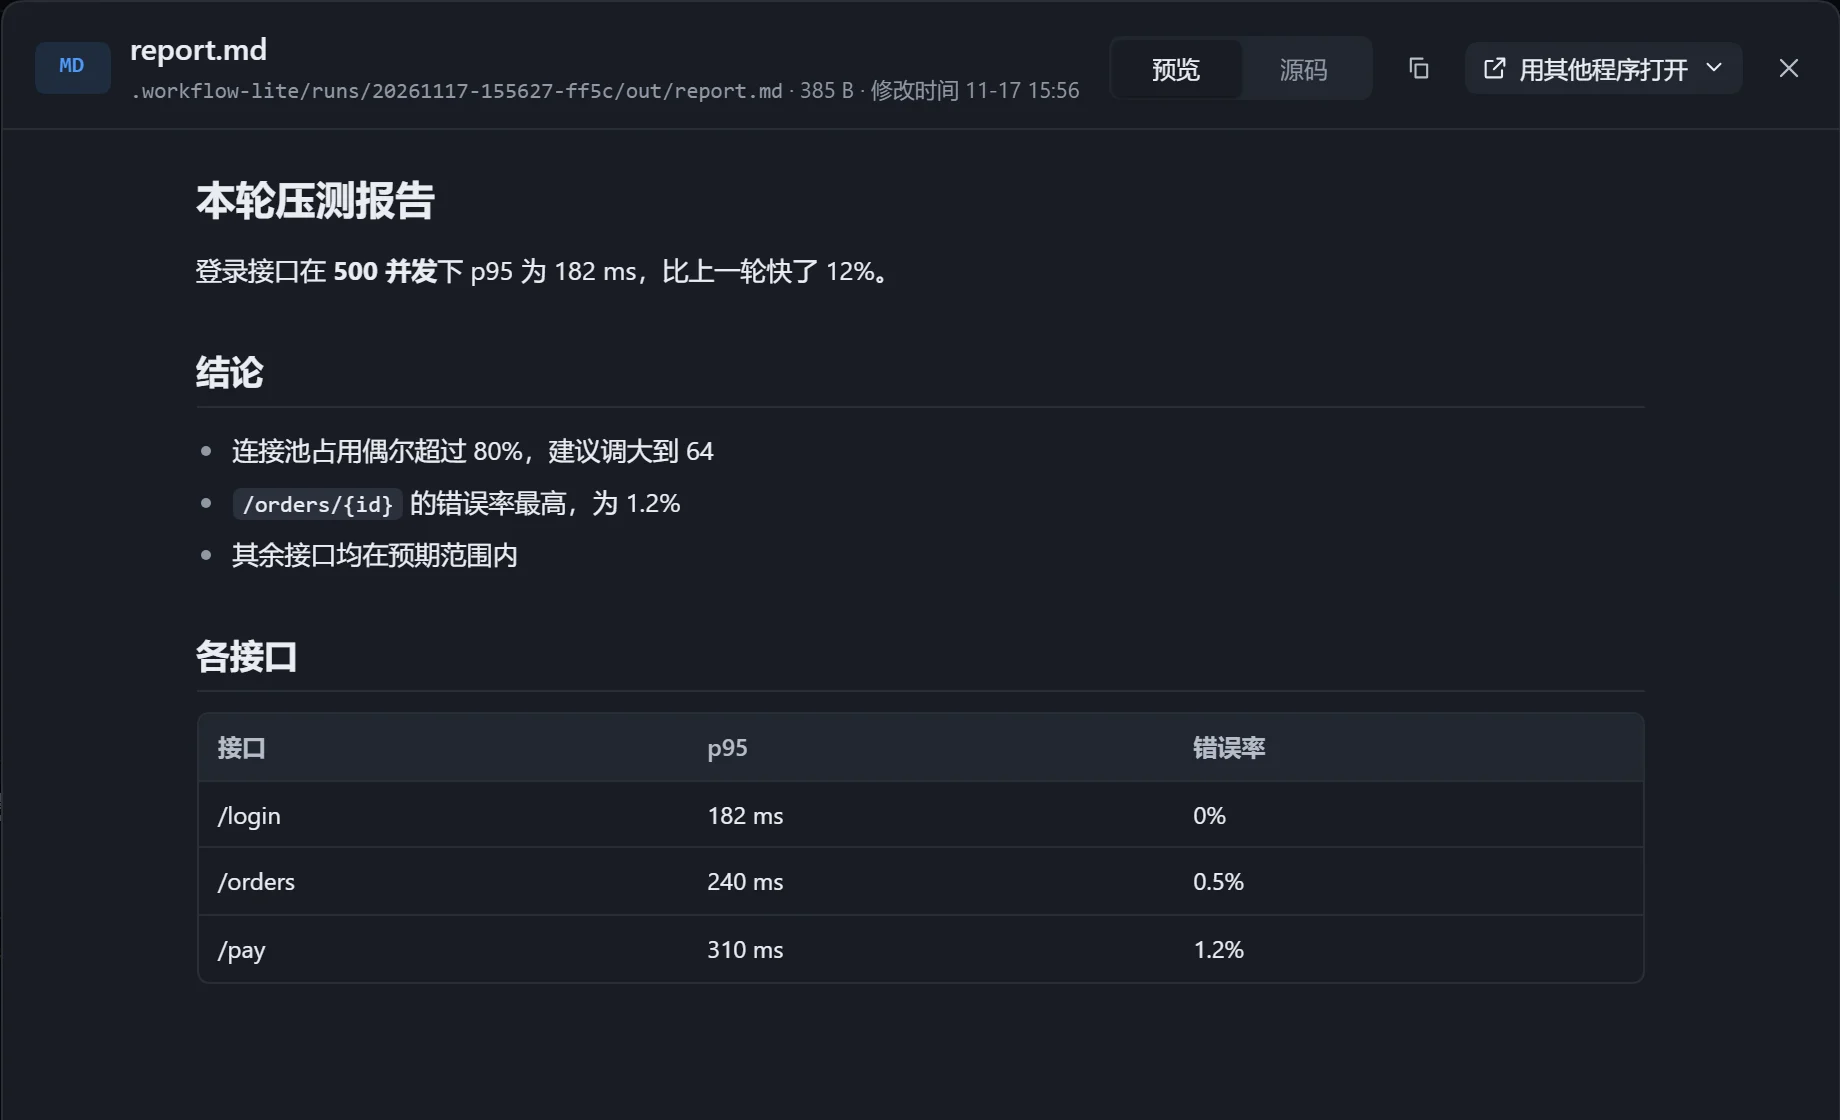 MD
report.md
.workflow-lite/runs/20261117-155627-ff5c/out/report.md · 385 B · 修改时间 11-17 15:56
预览
源码
用其他程序打开
本轮压测报告
登录接口在 500 并发下 p95 为 182 ms，比上一轮快了 12%。
结论
连接池占用偶尔超过 80%，建议调大到 64
/orders/{id} 的错误率最高，为 1.2%
其余接口均在预期范围内
各接口
接口 p95 错误率
/login 182 ms 0%
/orders 240 ms 0.5%
/pay 310 ms 1.2%